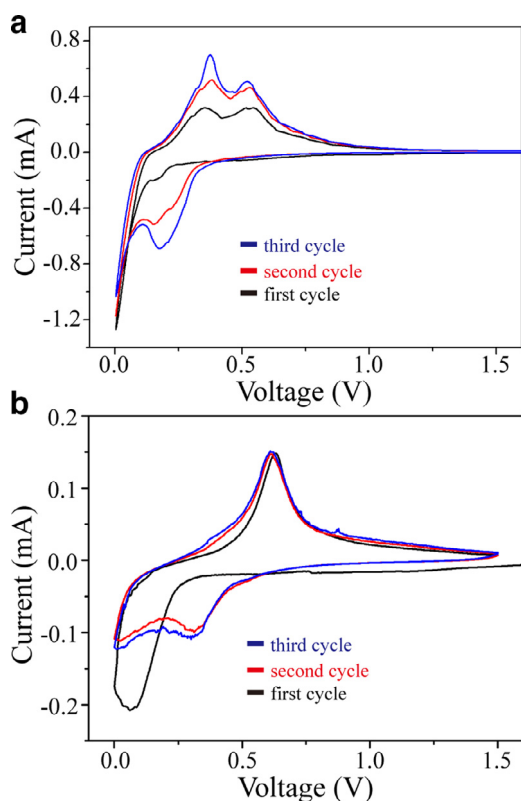 a
0.8
0.4
0.0
-0.4
-0.8
-1.2
Current (mA)
third cycle
second cycle
first cycle
0.0 0.5 1.0 1.5
Voltage (V)
b
0.2
0.1
0.0
-0.1
-0.2
Current (mA)
third cycle
second cycle
first cycle
0.0 0.5 1.0 1.5
Voltage (V)